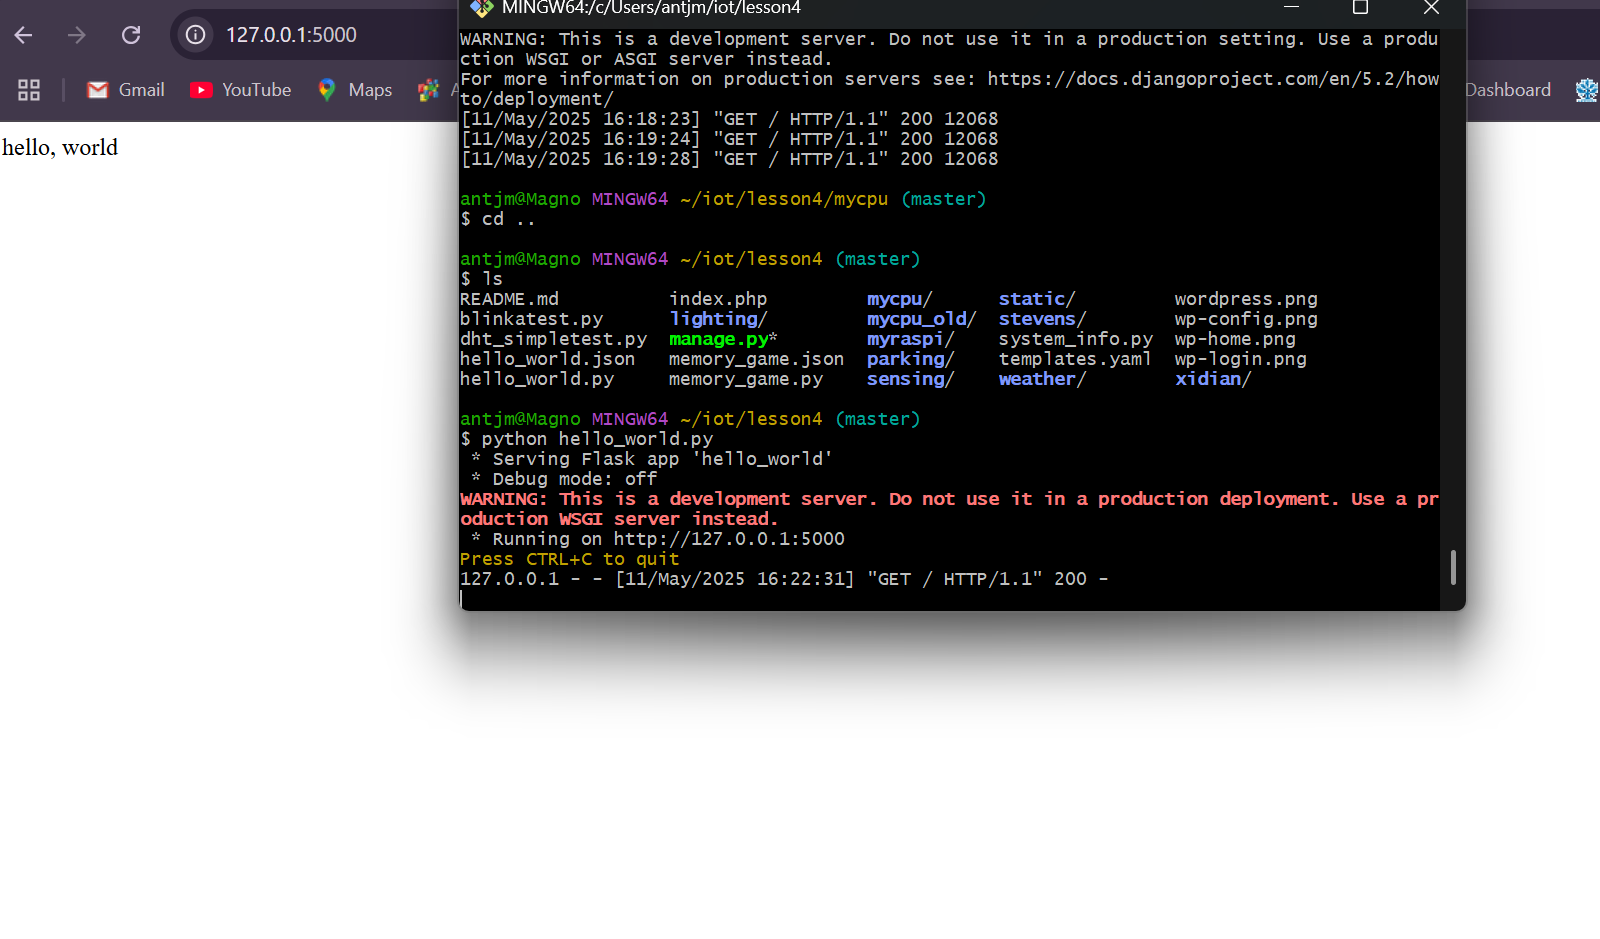 127.0.0.1:5000
Gmail YouTube Maps A
Dashboard
hello, world
MINGW64:/c/Users/antjm/iot/lesson4
WARNING: This is a development server. Do not use it in a production setting. Use a produ
ction WSGI or ASGI server instead.
For more information on production servers see: https://docs.djangoproject.com/en/5.2/how
to/deployment/
[11/May/2025 16:18:23] "GET / HTTP/1.1" 200 12068
[11/May/2025 16:19:24] "GET / HTTP/1.1" 200 12068
[11/May/2025 16:19:28] "GET / HTTP/1.1" 200 12068
antjm@Magno MINGW64 ~/iot/lesson4/mycpu (master)
$ cd ..
antjm@Magno MINGW64 ~/iot/lesson4 (master)
$ ls
README.md index.php mycpu/ static/ wordpress.png
blinkatest.py lighting/ mycpu_old/ stevens/ wp-config.png
dht_simpletest.py manage.py* myraspi/ system_info.py wp-home.png
hello_world.json memory_game.json parking/ templates.yaml wp-login.png
hello_world.py memory_game.py sensing/ weather/ xidian/
antjm@Magno MINGW64 ~/iot/lesson4 (master)
$ python hello_world.py
* Serving Flask app 'hello_world'
* Debug mode: off
WARNING: This is a development server. Do not use it in a production deployment. Use a pr
oduction WSGI server instead.
* Running on http://127.0.0.1:5000
Press CTRL+C to quit
127.0.0.1 - - [11/May/2025 16:22:31] "GET / HTTP/1.1" 200 -